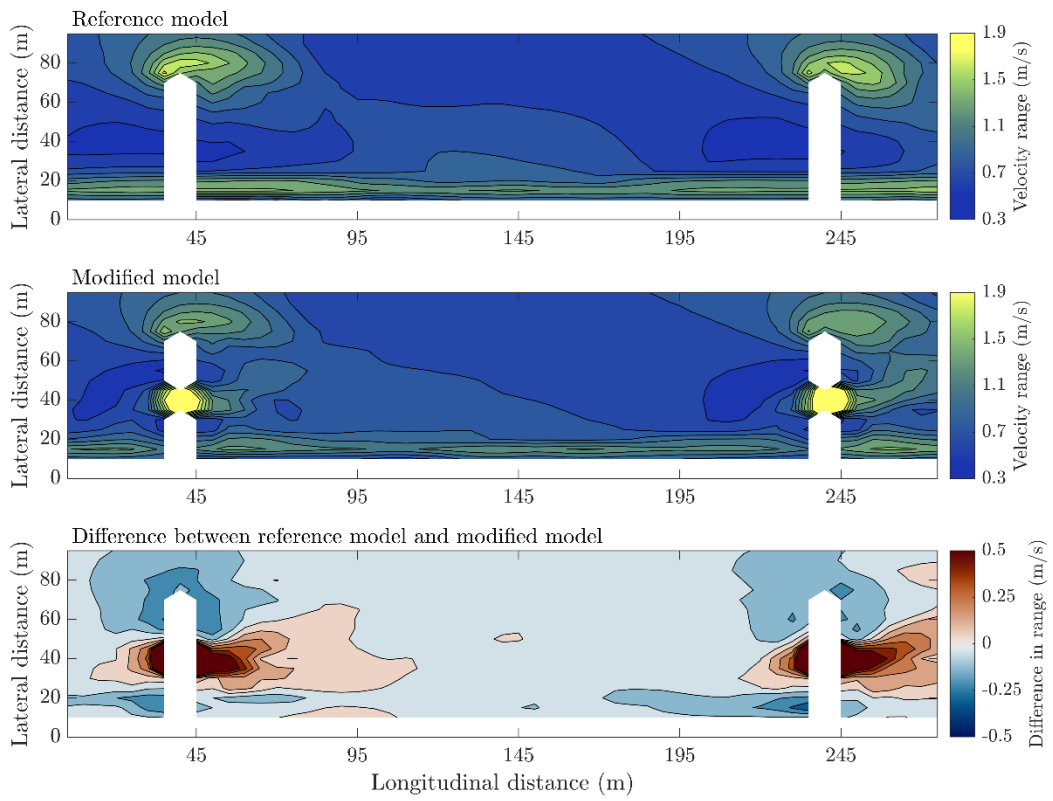 Reference model
Lateral distance (m)
80
60
40
20
0
45 95 145 195 245
1.9
1.5
1.1
0.7
0.3
Velocity range (m/s)
Modified model
Lateral distance (m)
80
60
40
20
0
45 95 145 195 245
1.9
1.5
1.1
0.7
0.3
Velocity range (m/s)
Difference between reference model and modified model
Lateral distance (m)
80
60
40
20
0
45 95 145 195 245
Longitudinal distance (m)
0.5
0.25
0
-0.25
-0.5
Difference in range (m/s)